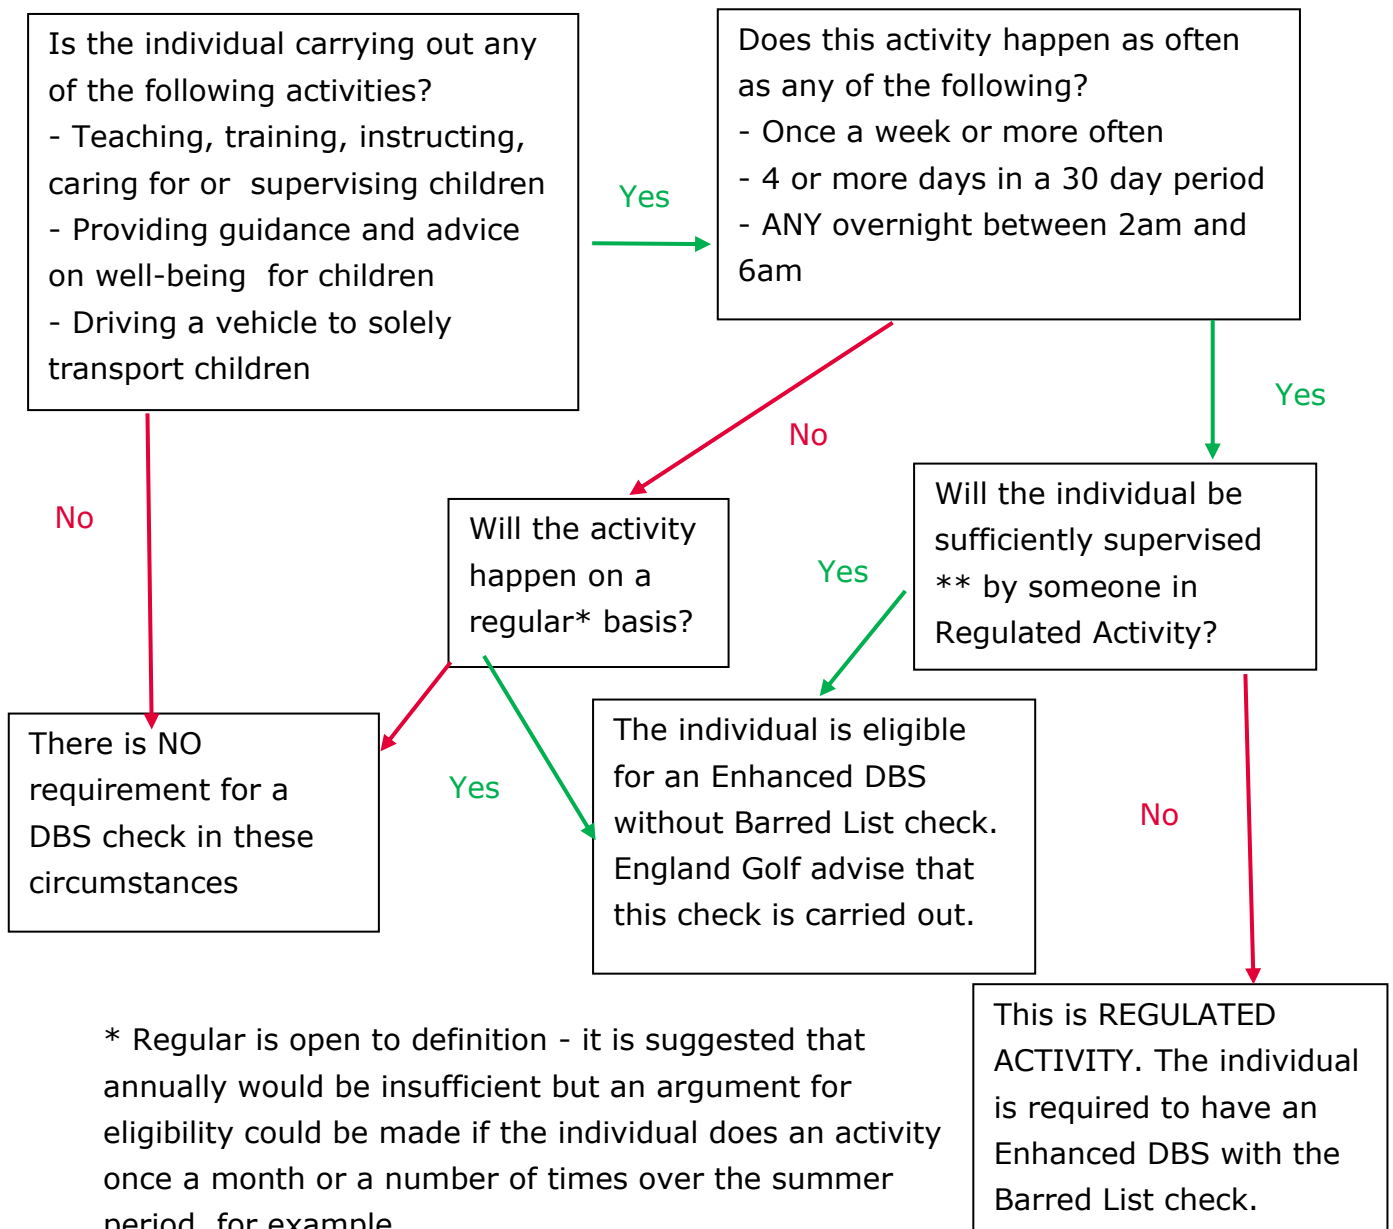 Is the individual carrying out any
of the following activities?
- Teaching, training, instructing,
caring for or supervising children
- Providing guidance and advice
on well-being for children
- Driving a vehicle to solely
transport children
Yes
Does this activity happen as often
as any of the following?
- Once a week or more often
- 4 or more days in a 30 day period
- ANY overnight between 2am and
6am
No
Yes
No
Will the activity
happen on a
regular* basis?
Yes
Will the individual be
sufficiently supervised
** by someone in
Regulated Activity?
There is NO
requirement for a
DBS check in these
circumstances
Yes
The individual is eligible
for an Enhanced DBS
without Barred List check.
England Golf advise that
this check is carried out.
No
* Regular is open to definition - it is suggested that
annually would be insufficient but an argument for
eligibility could be made if the individual does an activity
once a month or a number of times over the summer
period, for example
This is REGULATED
ACTIVITY. The individual
is required to have an
Enhanced DBS with the
Barred List check.